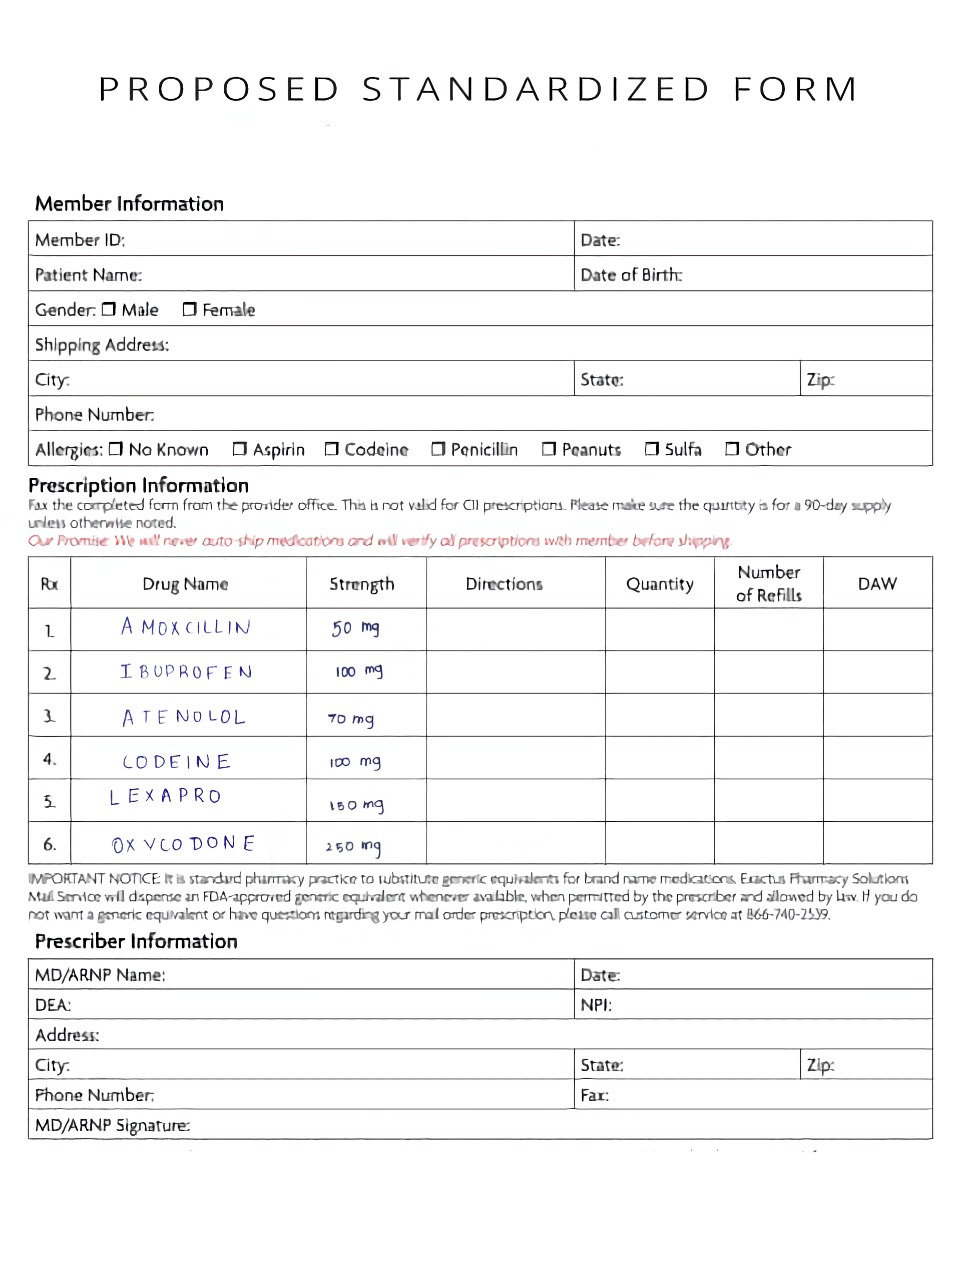 PROPOSED STANDARDIZED FORM
Member Information
Member ID: Date:
Patient Name: Date of Birth:
Gender: ☐ Male ☐ Female
Shipping Address:
City: State: Zip:
Phone Number:
Allergies: ☐ No Known ☐ Aspirin ☐ Codeine ☐ Penicillin ☐ Peanuts ☐ Sulfa ☐ Other
Prescription Information
Fax the completed form from the provider office. This is not valid for CII prescriptions. Please make sure the quantity is for a 90-day supply
unless otherwise noted.
Our Promise: We will never auto-ship medications and will verify all prescriptions with member before shipping.
Rx Drug Name Strength Directions Quantity Number of Refills DAW
1. AMOXCILLIN 50 mg
2. IBUPROFEN 100 mg
3. ATENOLOL 70 mg
4. CODEINE 100 mg
5. LEXAPRO 150 mg
6. OXYCODONE 250 mg
IMPORTANT NOTICE: It is standard pharmacy practice to substitute generic equivalents for brand name medications. Exactus Pharmacy Solutions
Mail Service will dispense an FDA-approved generic equivalent whenever available, when permitted by the prescriber and allowed by law. If you do
not want a generic equivalent or have questions regarding your mail order prescription, please call customer service at 866-740-2539.
Prescriber Information
MD/ARNP Name: Date:
DEA: NPI:
Address:
City: State: Zip:
Phone Number: Fax:
MD/ARNP Signature: